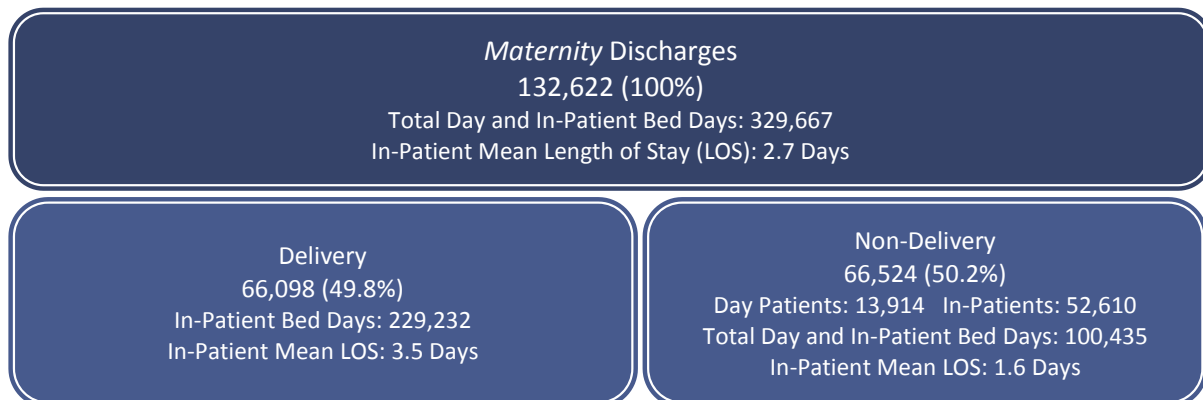 Maternity Discharges
132,622 (100%)
Total Day and In-Patient Bed Days: 329,667
In-Patient Mean Length of Stay (LOS): 2.7 Days
Delivery
66,098 (49.8%)
In-Patient Bed Days: 229,232
In-Patient Mean LOS: 3.5 Days
Non-Delivery
66,524 (50.2%)
Day Patients: 13,914 In-Patients: 52,610
Total Day and In-Patient Bed Days: 100,435
In-Patient Mean LOS: 1.6 Days